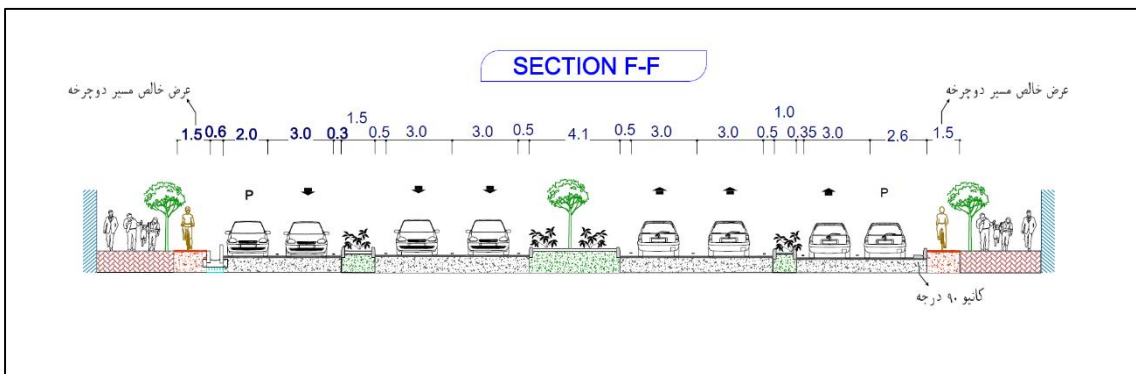 SECTION F-F
عرض خالص مسیر دوچرخه
عرض خالص مسیر دوچرخه
1.5 0.6 2.0 3.0 0.3 1.5 0.5 3.0 3.0 0.5 4.1 0.5 3.0 3.0 0.5 1.0 0.35 3.0 2.6 1.5
P P
کانیو ۹۰ درجه